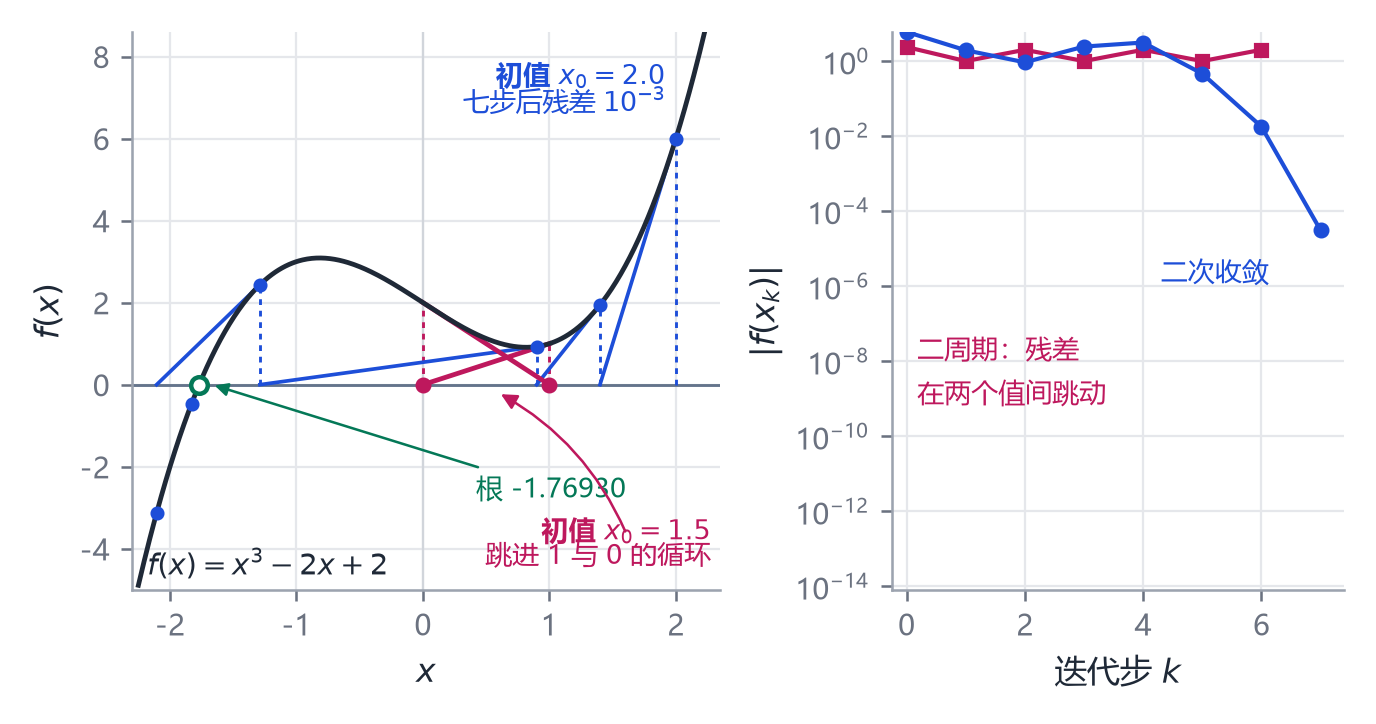 8
6
4
2
0
-2
-4
-2
-1
0
1
2
x
f(x)
初值 x₀ = 2.0
七步后残差 10⁻³
根 -1.76930
初值 x₀ = 1.5
跳进 1 与 0 的循环
f(x) = x³ − 2x + 2
10⁰
10⁻²
10⁻⁴
10⁻⁶
10⁻⁸
10⁻¹⁰
10⁻¹²
10⁻¹⁴
|f(xₖ)|
二次收敛
二周期：残差
在两个值间跳动
0
2
4
6
迭代步 k